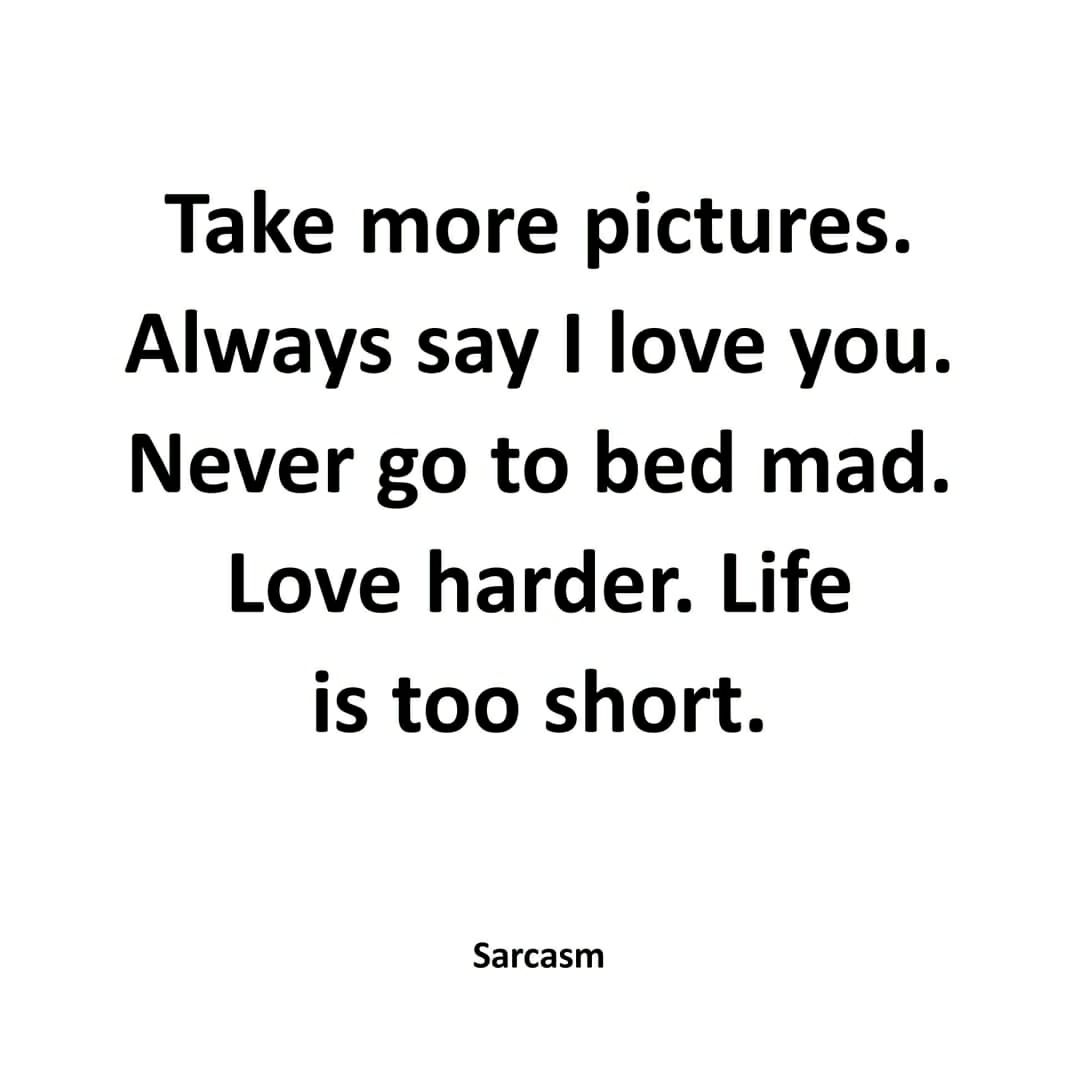 Take more pictures.
Always say I love you.
Never go to bed mad.
Love harder. Life
is too short.
Sarcasm